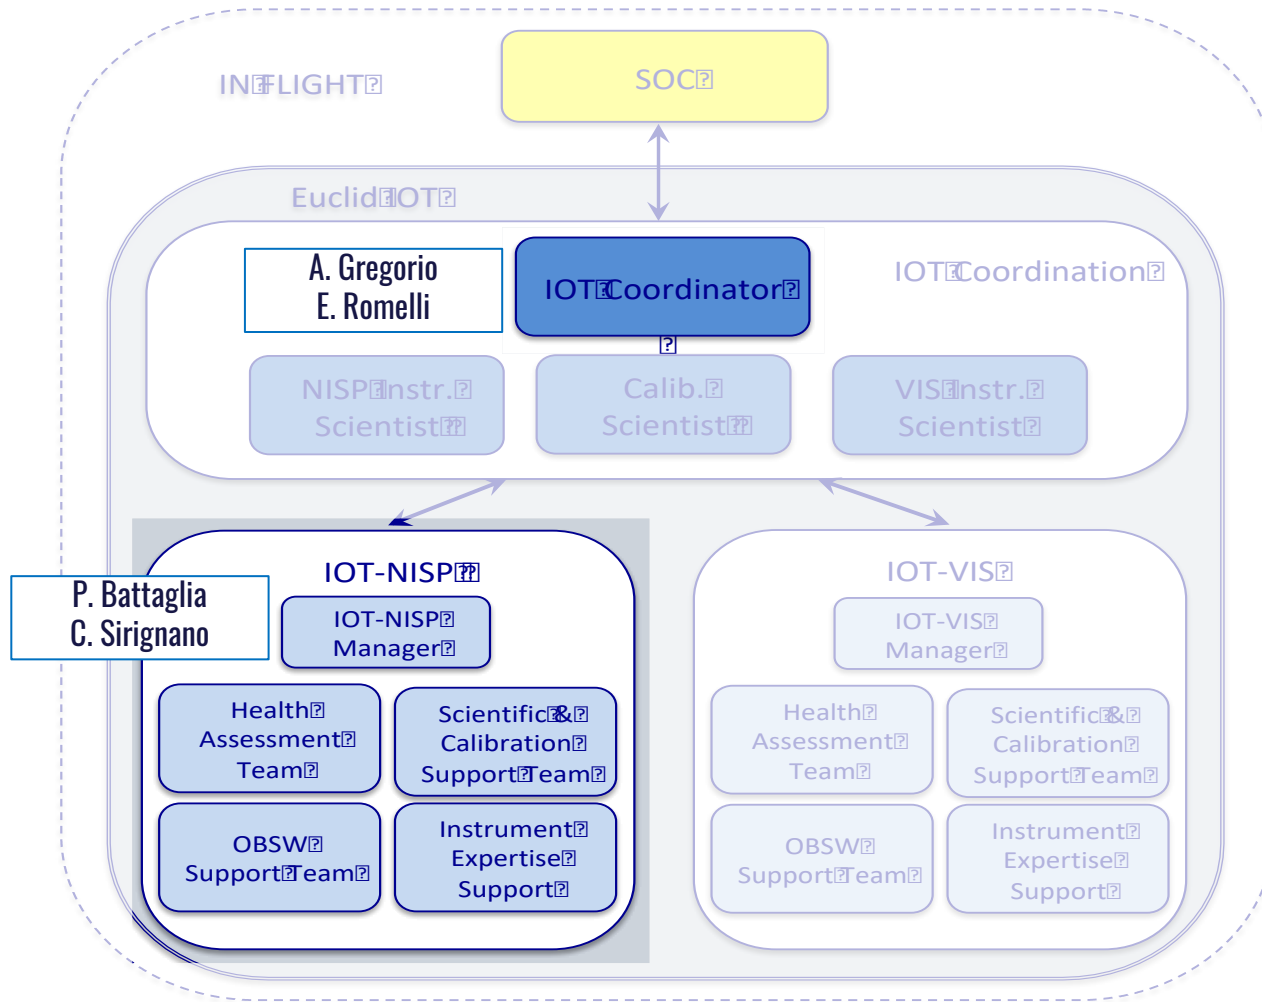 SOC
IN FLIGHT
Euclid IOT
A. Gregorio
E. Romelli
IOT Coordinator
IOT Coordination
NISP Instr.
Scientist
Calib.
Scientist
VIS Instr.
Scientist
IOT-NISP
P. Battaglia
C. Sirignano
IOT-NISP
Manager
Health
Assessment
Team
Scientific &
Calibration
Support Team
OBSW
Support Team
Instrument
Expertise
Support
IOT-VIS
IOT-VIS
Manager
Health
Assessment
Team
Scientific &
Calibration
Support Team
OBSW
Support Team
Instrument
Expertise
Support